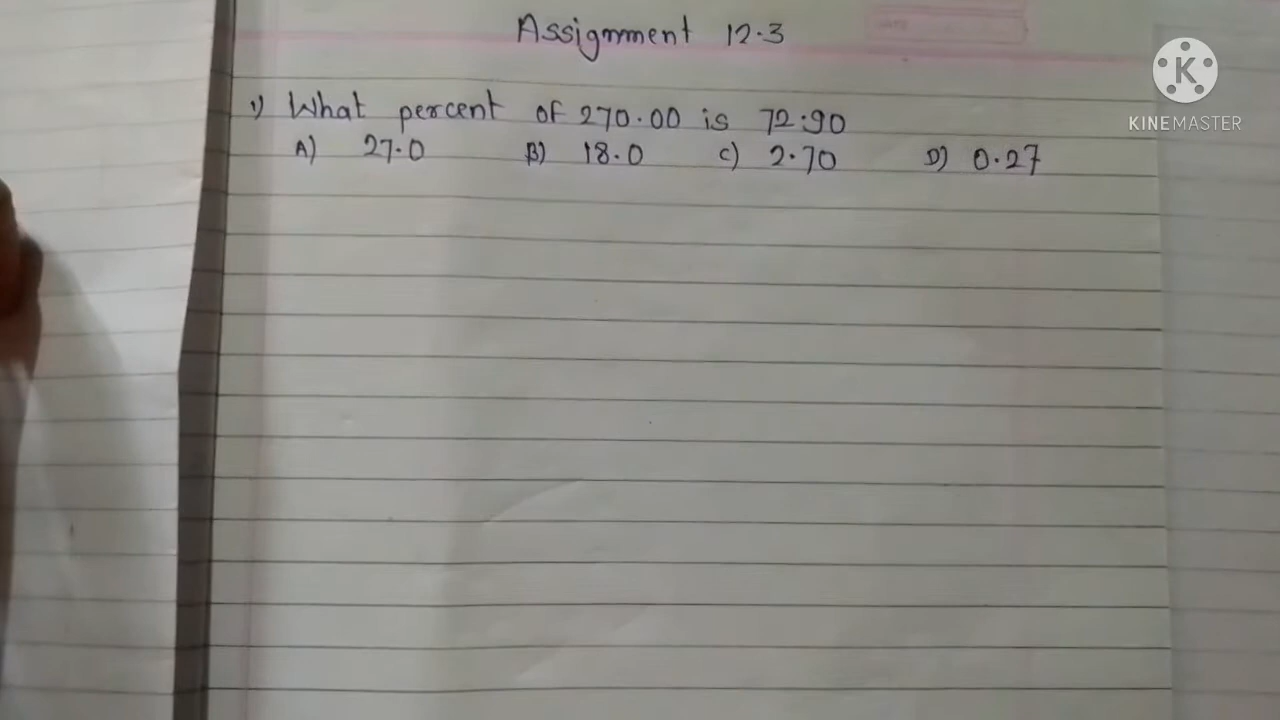 Assignment 12.3
1) What percent of 270.00 is 72.90
A) 27.0 B) 18.0 C) 2.70 D) 0.27
K
KINEMASTER